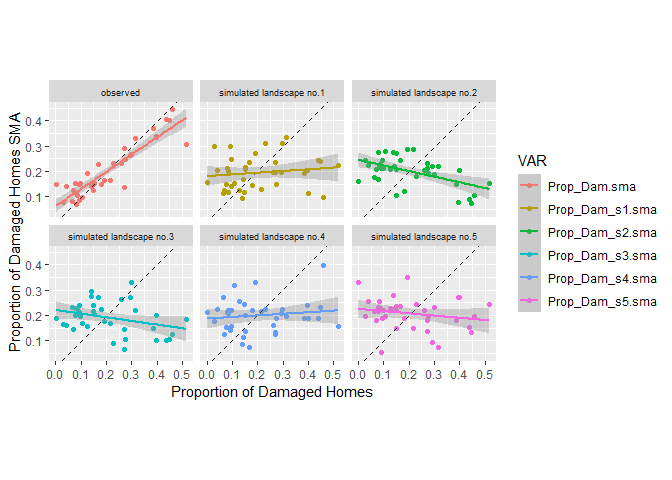 observed
simulated landscape no.1
simulated landscape no.2
0.4
0.3
0.2
0.1
simulated landscape no.3
simulated landscape no.4
simulated landscape no.5
0.4
0.3
0.2
0.1
0.0 0.1 0.2 0.3 0.4 0.5
0.0 0.1 0.2 0.3 0.4 0.5
0.0 0.1 0.2 0.3 0.4 0.5
Proportion of Damaged Homes
Proportion of Damaged Homes SMA
VAR
Prop_Dam.sma
Prop_Dam_s1.sma
Prop_Dam_s2.sma
Prop_Dam_s3.sma
Prop_Dam_s4.sma
Prop_Dam_s5.sma